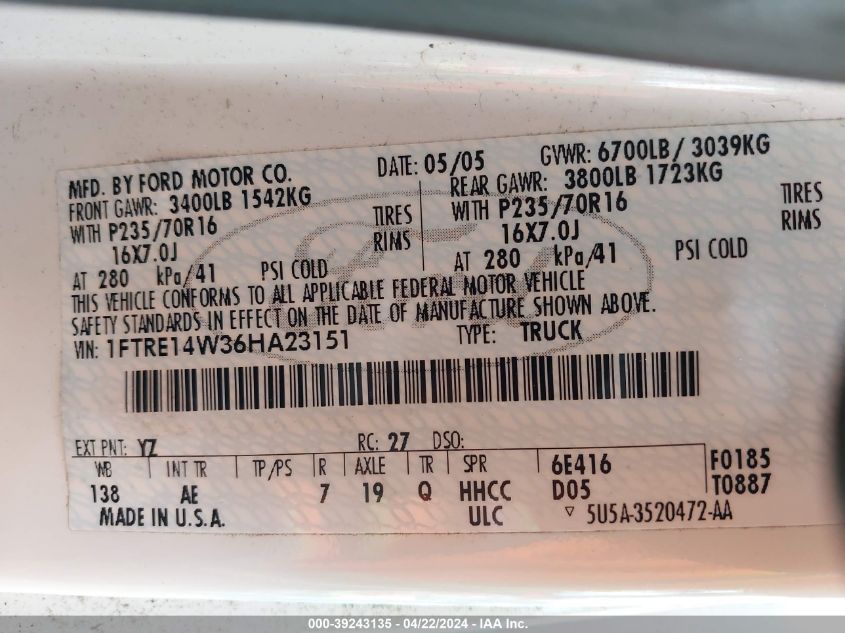 MFD. BY FORD MOTOR CO. DATE: 05/05 GVWR: 6700LB/ 3039KG
FRONT GAWR: 3400LB 1542KG REAR GAWR: 3800LB 1723KG
WITH P235/70R16 TIRES WITH P235/70R16 TIRES
16X7.0J RIMS 16X7.0J RIMS
AT 280 kPa/41 PSI COLD AT 280 kPa/41 PSI COLD
THIS VEHICLE CONFORMS TO ALL APPLICABLE FEDERAL MOTOR VEHICLE
SAFETY STANDARDS IN EFFECT ON THE DATE OF MANUFACTURE SHOWN ABOVE.
VIN: 1FTRE14W36HA23151 TYPE: TRUCK
EXT PNT: YZ RC: 27 DSO:
WB INT TR TP/PS R AXLE TR SPR 6E416 F0185
138 AE 7 19 Q HHCC D05 T0887
MADE IN U.S.A. ULC ▽ 5U5A-3520472-AA
000-39243135 - 04/22/2024 - IAA Inc.